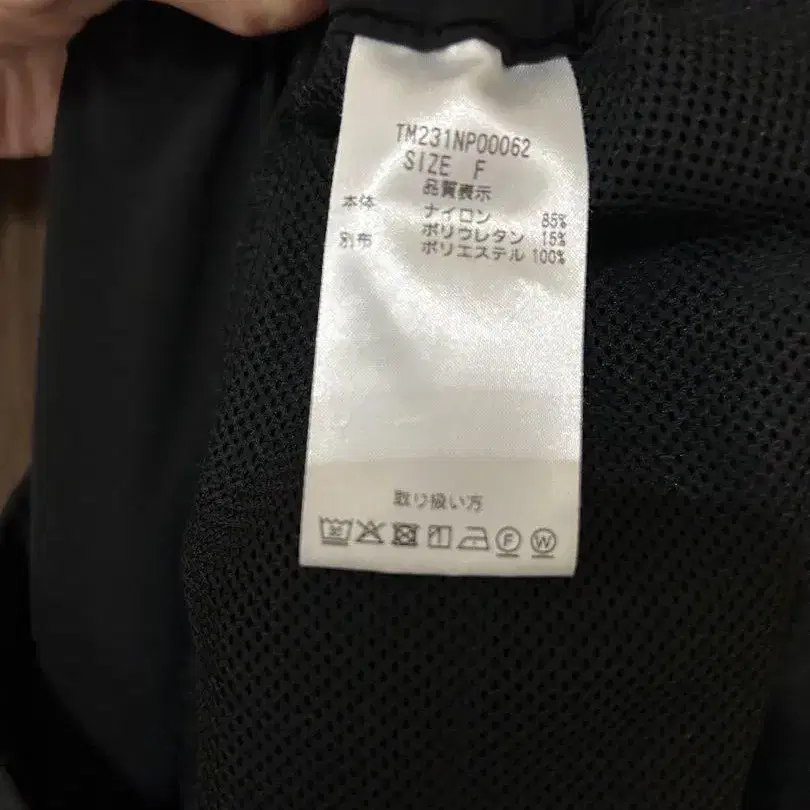 TM231NP00062
SIZE F
品質表示
本体 ナイロン 85%
ポリウレタン 15%
別布 ポリエステル 100%
取り扱い方
F W